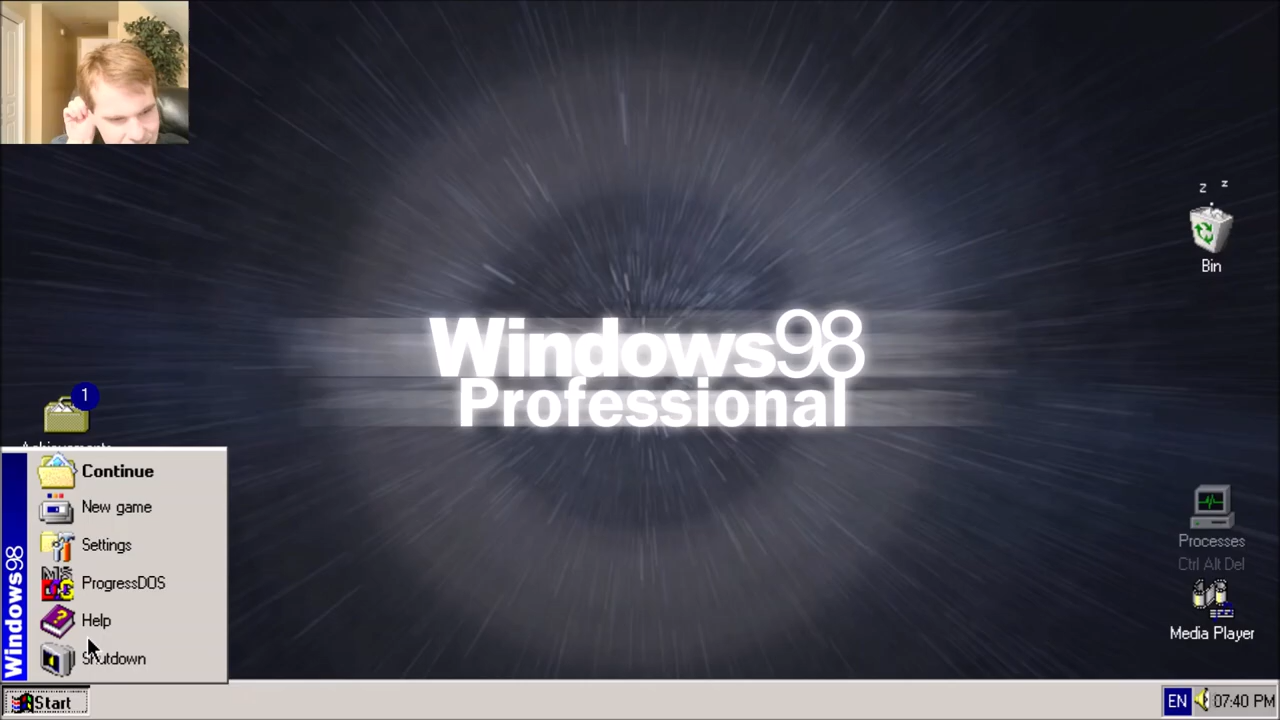 z z
Bin
Windows98
Professional
1
Achievements
Continue
New game
Settings
ProgressDOS
Help
Shutdown
Windows98
Processes
Ctrl Alt Del
Media Player
Start
EN
07:40 PM